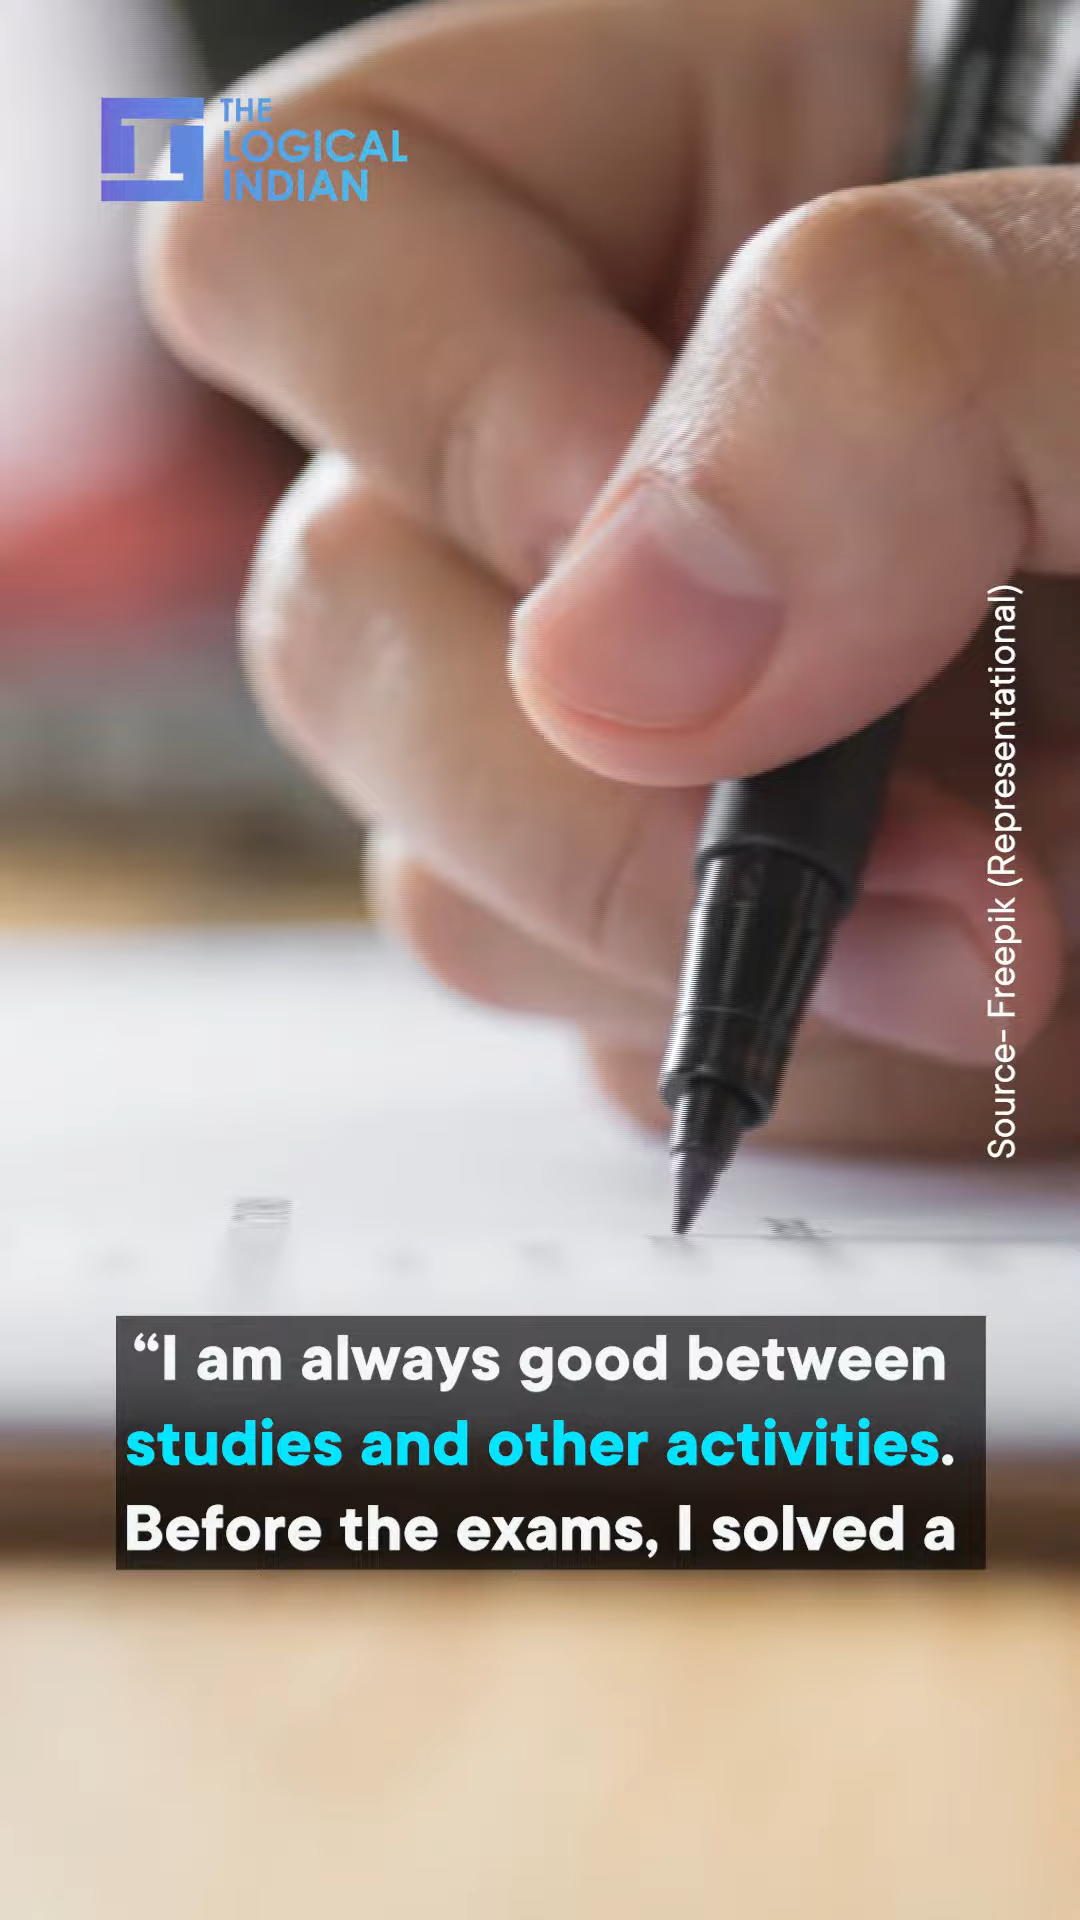 THE
LOGICAL
INDIAN
Source- Freepik (Representational)
“I am always good between
studies and other activities.
Before the exams, I solved a